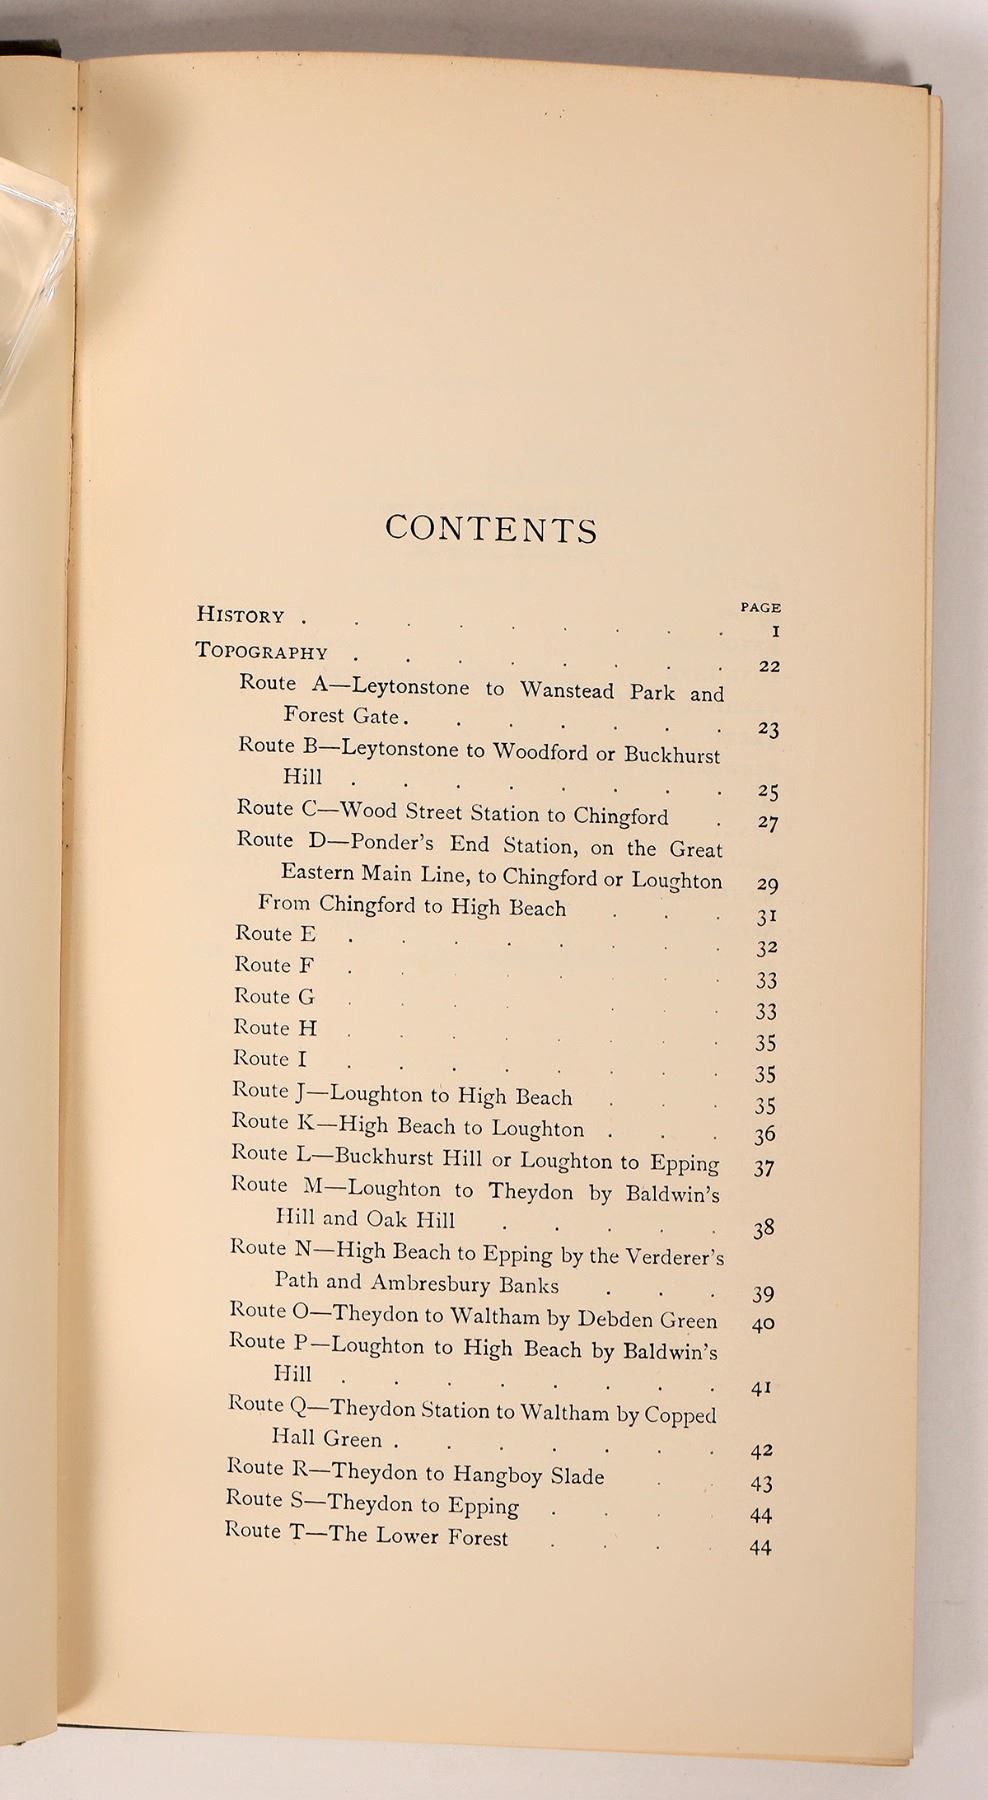 CONTENTS
PAGE
HISTORY . . . . . . . . . 1
TOPOGRAPHY . . . . . . . . 22
Route A—Leytonstone to Wanstead Park and
Forest Gate . . . . . . . 23
Route B—Leytonstone to Woodford or Buckhurst
Hill . . . . . . . . 25
Route C—Wood Street Station to Chingford . 27
Route D—Ponder's End Station, on the Great
Eastern Main Line, to Chingford or Loughton 29
From Chingford to High Beach . . . 31
Route E . . . . . . . . 32
Route F . . . . . . . . 33
Route G . . . . . . . 33
Route H . . . . . . . . 35
Route I . . . . . . . . 35
Route J—Loughton to High Beach . . . 35
Route K—High Beach to Loughton . . . 36
Route L—Buckhurst Hill or Loughton to Epping 37
Route M—Loughton to Theydon by Baldwin's
Hill and Oak Hill . . . . . 38
Route N—High Beach to Epping by the Verderer's
Path and Ambresbury Banks . . . 39
Route O—Theydon to Waltham by Debden Green 40
Route P—Loughton to High Beach by Baldwin's
Hill . . . . . . . . 41
Route Q—Theydon Station to Waltham by Copped
Hall Green . . . . . . . 42
Route R—Theydon to Hangboy Slade . . 43
Route S—Theydon to Epping . . . . 44
Route T—The Lower Forest . . . . 44